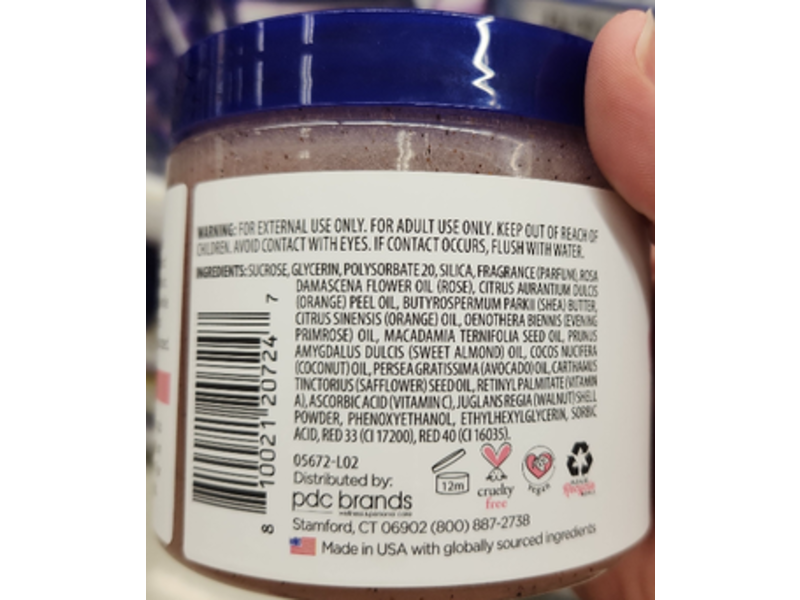 WARNING: FOR EXTERNAL USE ONLY. FOR ADULT USE ONLY. KEEP OUT OF REACH OF
CHILDREN. AVOID CONTACT WITH EYES. IF CONTACT OCCURS, FLUSH WITH WATER.
INGREDIENTS: SUCROSE, GLYCERIN, POLYSORBATE 20, SILICA, FRAGRANCE (PARFUM), ROSA
DAMASCENA FLOWER OIL (ROSE), CITRUS AURANTIUM DULCIS
(ORANGE) PEEL OIL, BUTYROSPERMUM PARKII (SHEA) BUTTER,
CITRUS SINENSIS (ORANGE) OIL, OENOTHERA BIENNIS (EVENING
PRIMROSE) OIL, MACADAMIA TERNIFOLIA SEED OIL, PRUNUS
AMYGDALUS DULCIS (SWEET ALMOND) OIL, COCOS NUCIFERA
(COCONUT) OIL, PERSEA GRATISSIMA (AVOCADO) OIL, CARTHAMUS
TINCTORIUS (SAFFLOWER) SEED OIL, RETINYL PALMITATE (VITAMIN
A), ASCORBIC ACID (VITAMIN C), JUGLANS REGIA (WALNUT) SHELL
POWDER, PHENOXYETHANOL, ETHYLHEXYLGLYCERIN, SORBIC
ACID, RED 33 (CI 17200), RED 40 (CI 16035).
8 10021 20724 7
05672-L02
Distributed by:
pdc brands
wellness & personal care
Stamford, CT 06902 (800) 887-2738
Made in USA with globally sourced ingredients
12m
cruelty
free
vegan